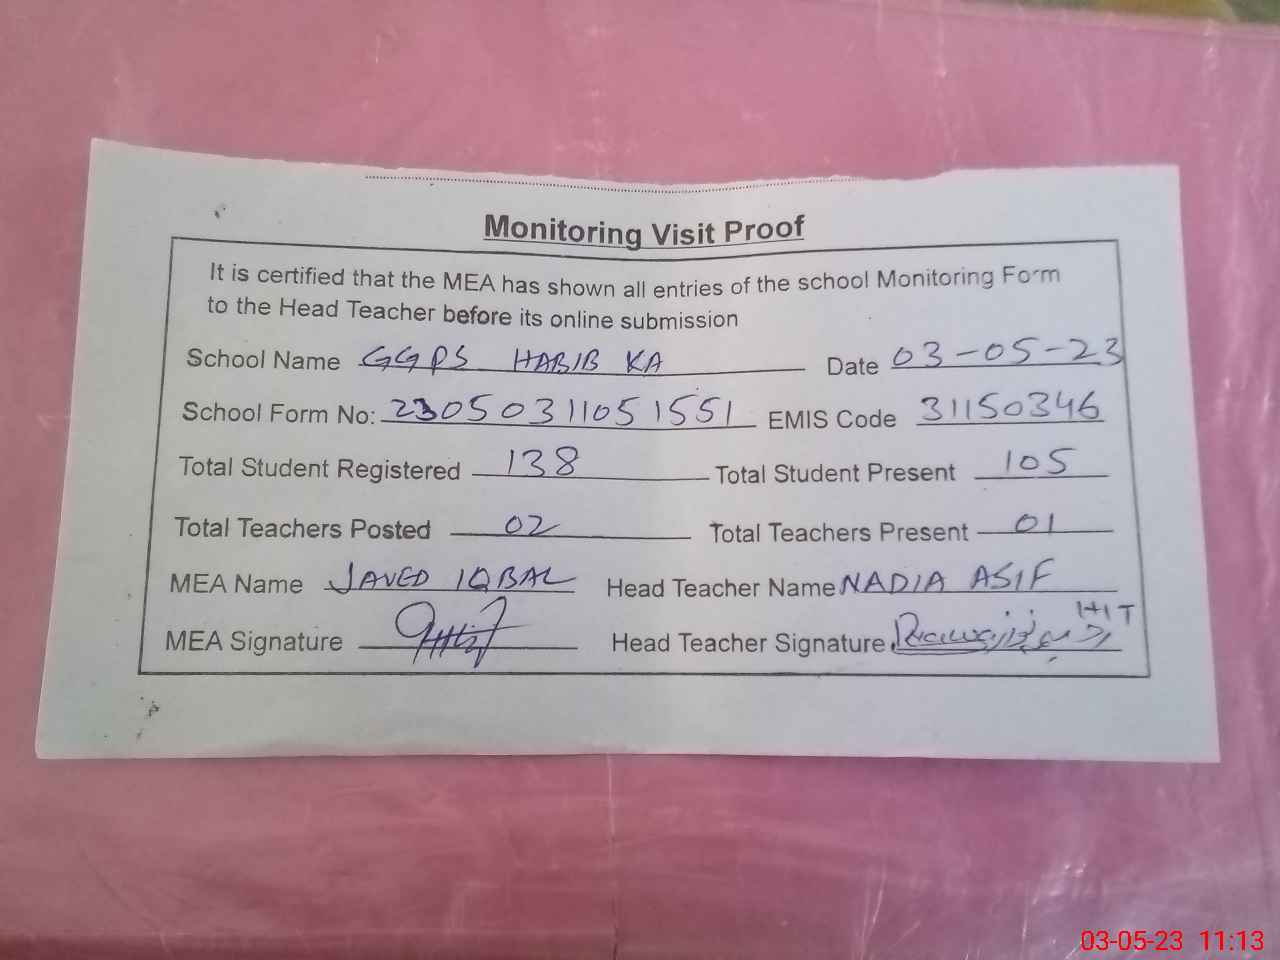 Monitoring Visit Proof
It is certified that the MEA has shown all entries of the school Monitoring Form
to the Head Teacher before its online submission
School Name GGPS HABIB KA Date 03-05-23
School Form No: 23050311051551 EMIS Code 31150346
Total Student Registered 138 Total Student Present 105
Total Teachers Posted 02 Total Teachers Present 01
MEA Name JAVED IQBAL Head Teacher Name NADIA ASIF
MEA Signature Head Teacher Signature
03-05-23 11:13